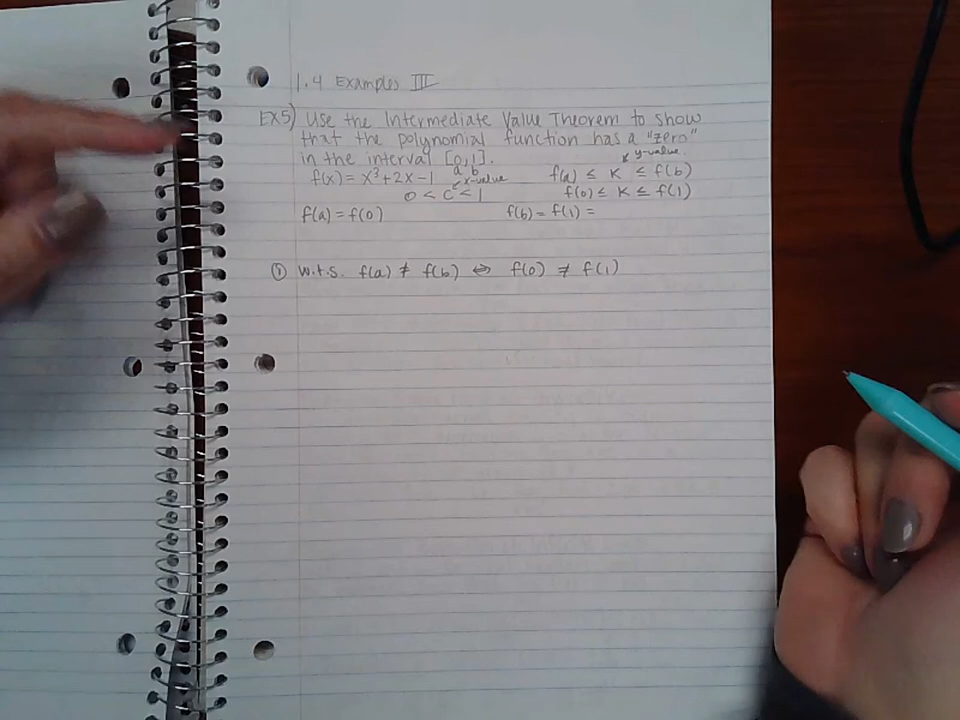 1.4 Examples III
EX5) Use the Intermediate Value Theorem to show
that the polynomial function has a "zero"
in the interval [0,1].
a b
y-value
f(x) = x³+2x-1
x-value
f(a) ≤ K ≤ f(b)
0 < c < 1
f(0) ≤ K ≤ f(1)
f(a) = f(0)
f(b) = f(1) =
① W.t.s. f(a) ≠ f(b) ⇔ f(0) ≠ f(1)